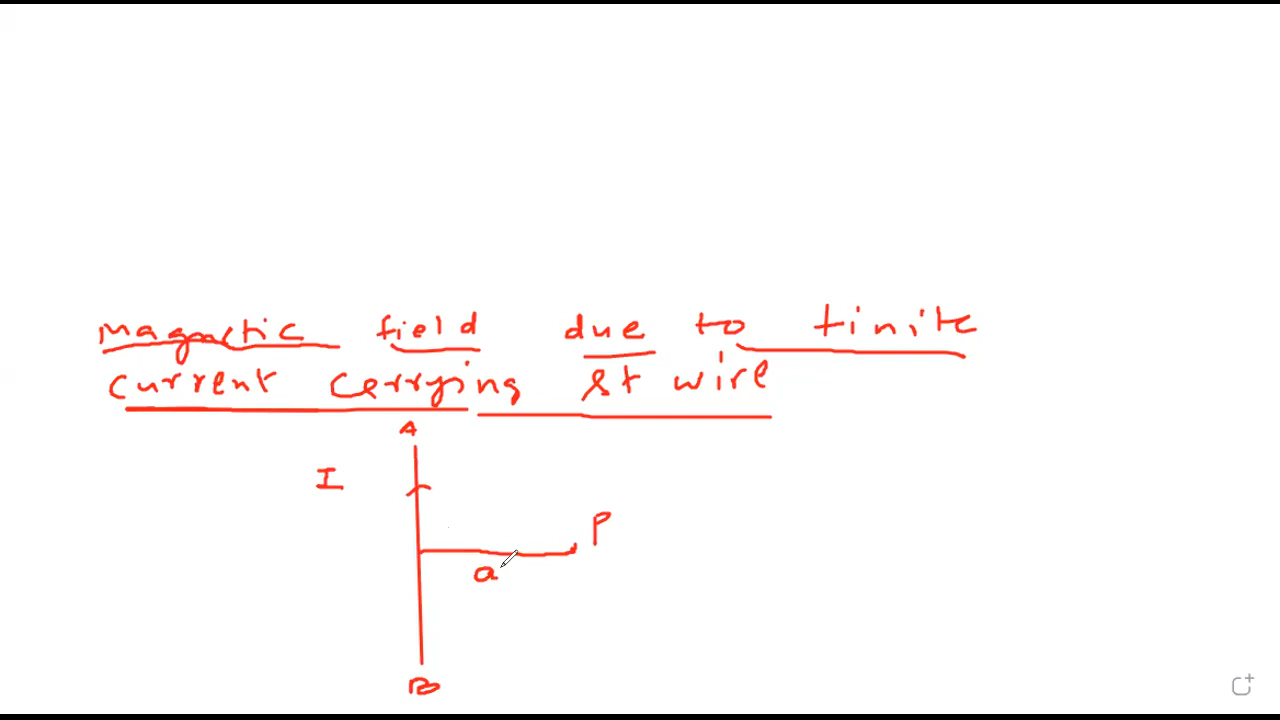 magnetic field due to finite
current carrying st wire
A
I
P
a
B